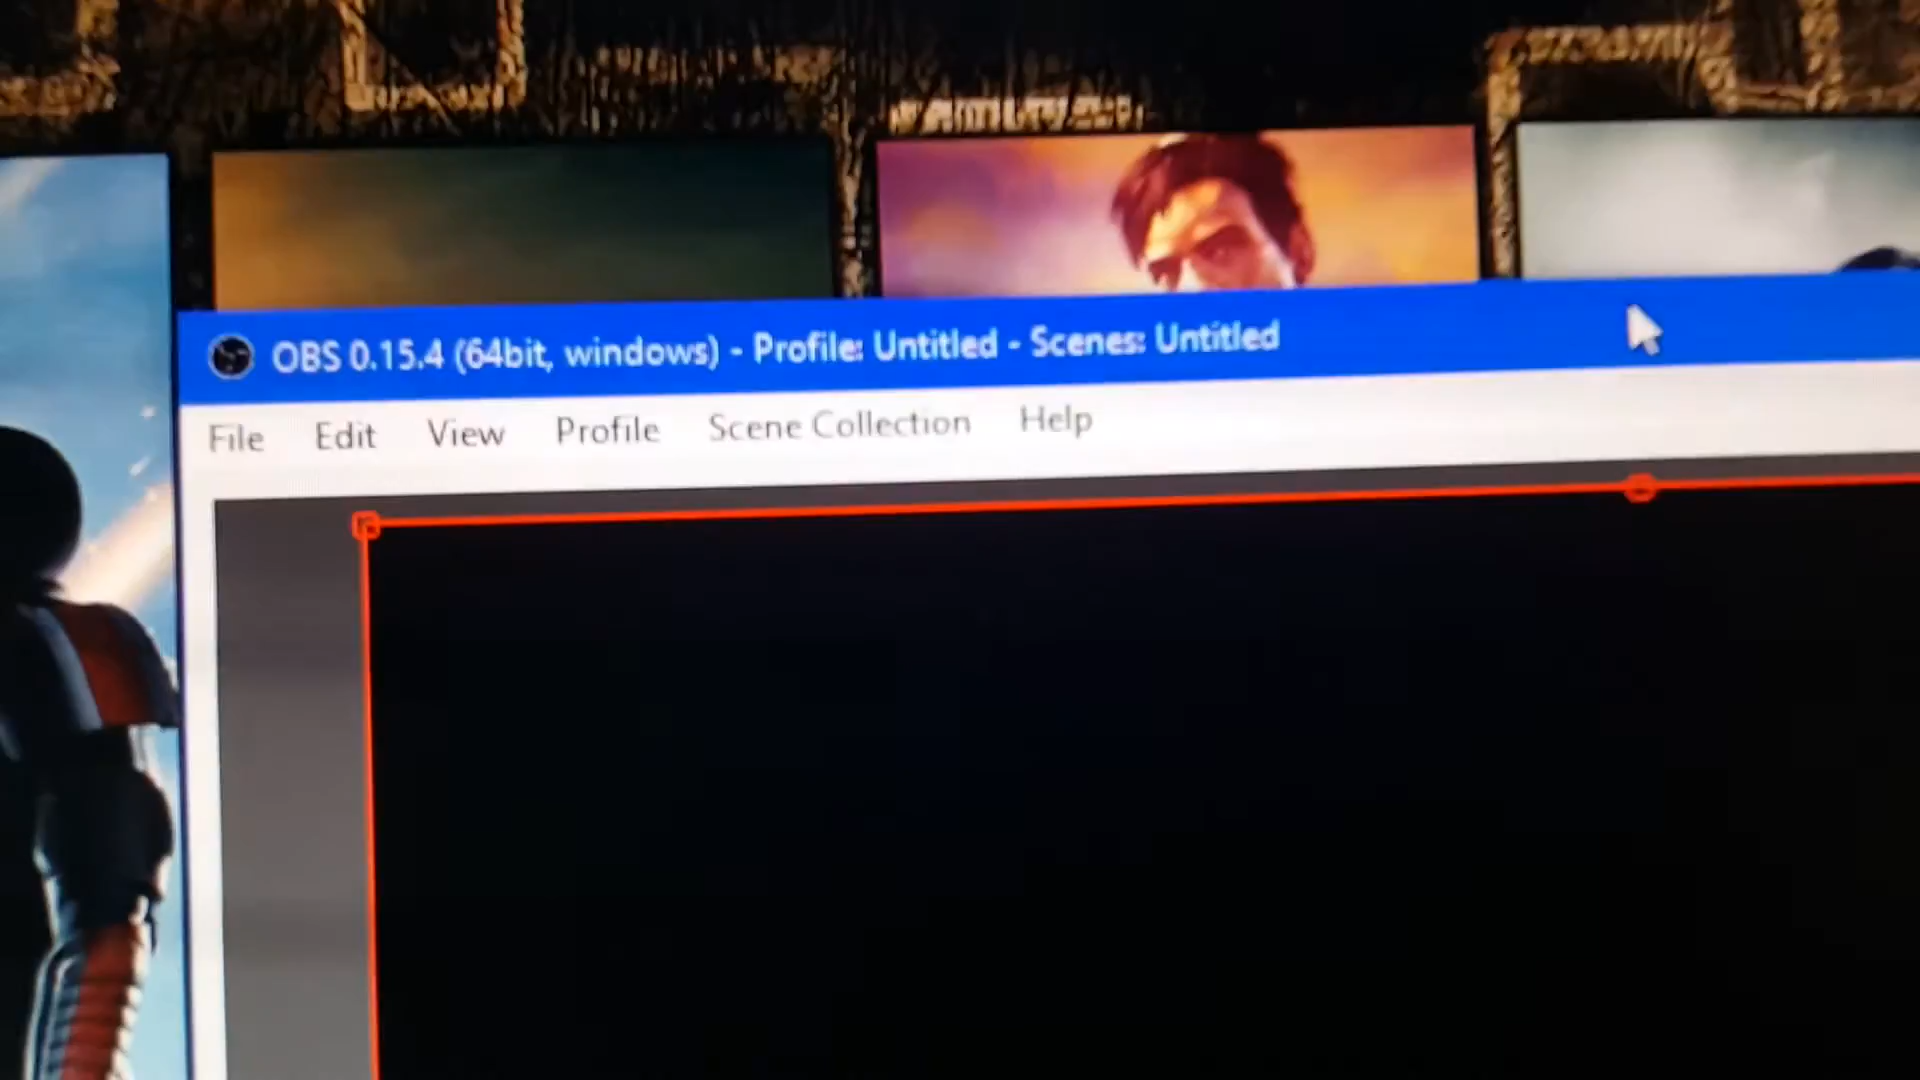 OBS 0.15.4 (64bit, windows) - Profile: Untitled - Scenes: Untitled
File Edit View Profile Scene Collection Help